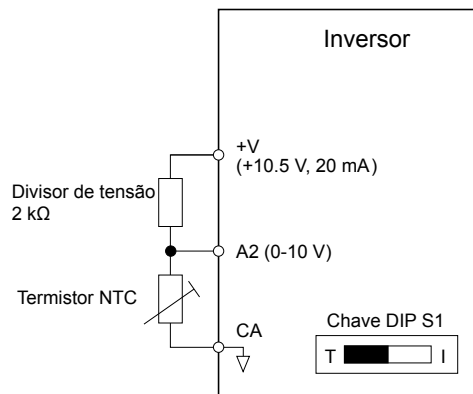 Inversor
+V
(+10.5 V, 20 mA)
Divisor de tensão
2 kΩ
A2 (0-10 V)
Termistor NTC
CA
Chave DIP S1
T I